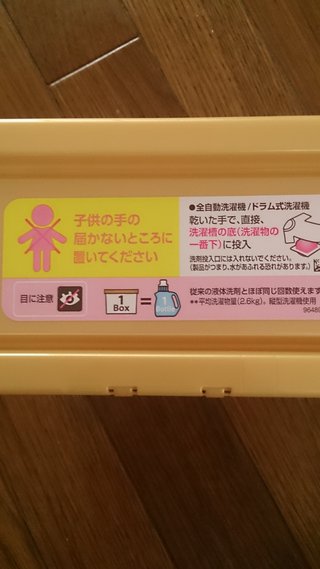 子供の手の
届かないところに
置いてください
●全自動洗濯機/ドラム式洗濯機
乾いた手で、直接、
洗濯槽の底(洗濯物の
一番下)に投入
洗剤投入口には入れないでください。
(製品がつまり、水があふれる恐れがあります。)
目に注意
1
Box
=
1
Bottle
従来の液体洗剤とほぼ同じ回数使えます
**平均洗濯物量(2.6kg)。縦型洗濯機使用